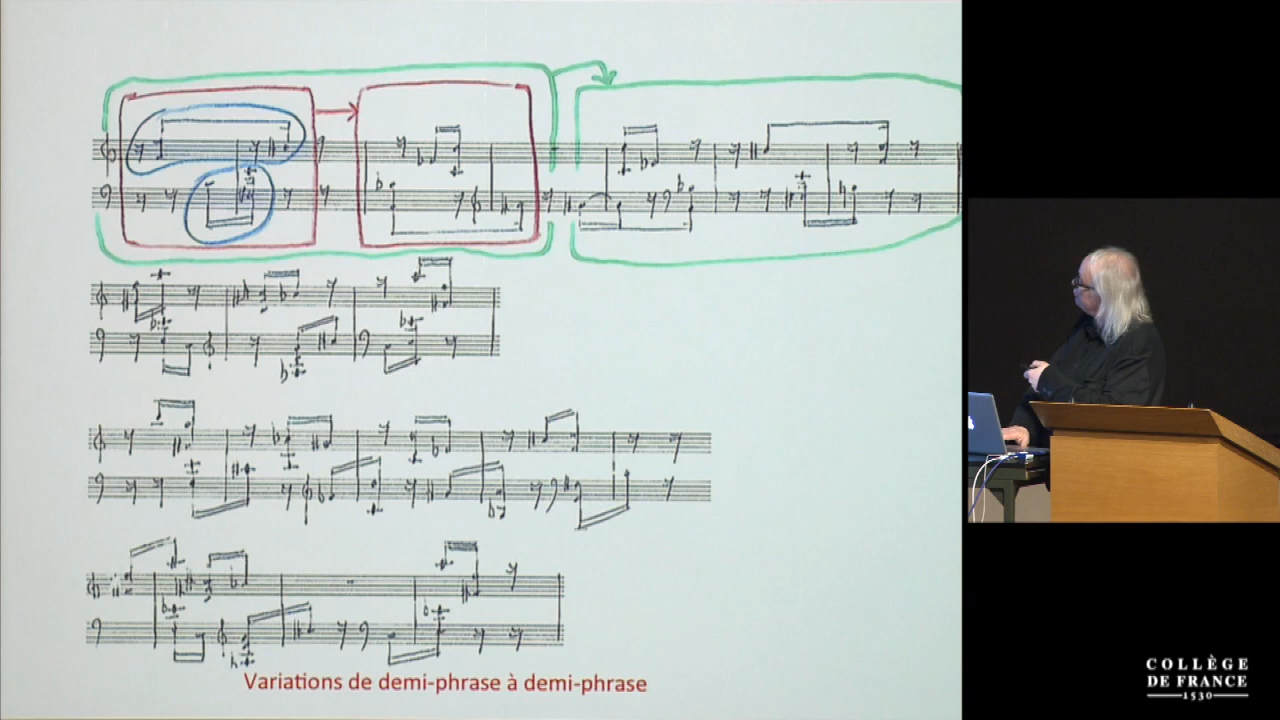 Variations de demi-phrase à demi-phrase
COLLÈGE
DE FRANCE
1530